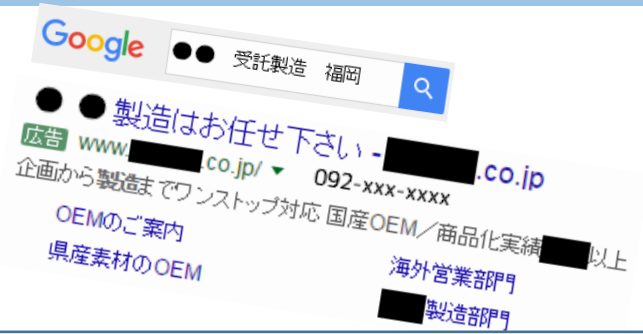 Google ●● 受託製造 福岡
●●製造はお任せ下さい - .co.jp
広告 www. .co.jp/ ▼ 092-xxx-xxxx
企画から製造までワンストップ対応 国産OEM／商品化実績 以上
OEMのご案内 海外営業部門
県産素材のOEM 製造部門